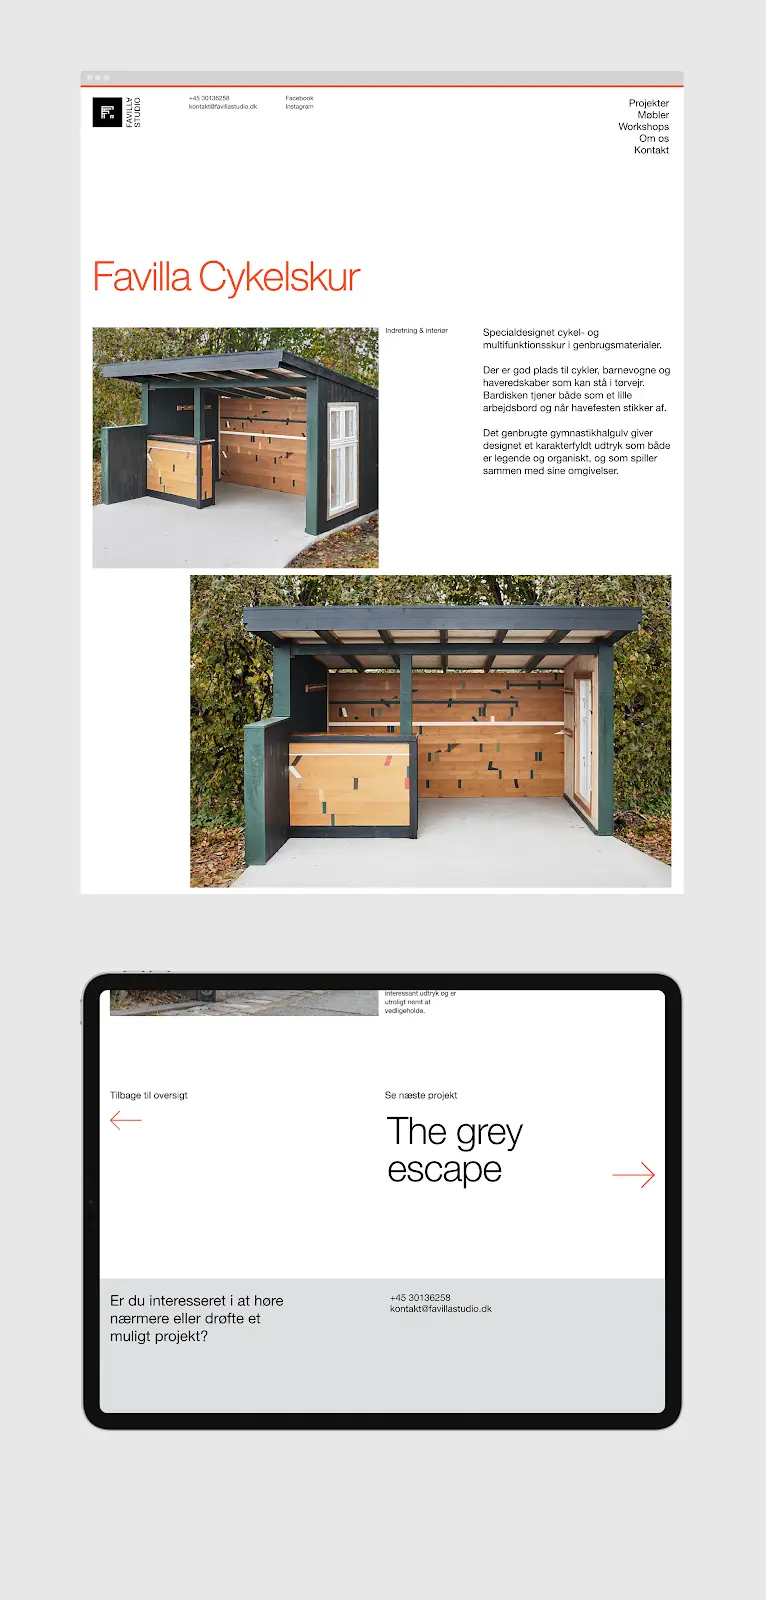 FAVILLA
STUDIO
+45 30136258
kontakt@favillastudio.dk
Facebook
Instagram
Projekter
Møbler
Workshops
Om os
Kontakt
Favilla Cykelskur
Indretning & interiør
Specialdesignet cykel- og
multifunktionsskur i genbrugsmaterialer.
Der er god plads til cykler, barnevogne og
haveredskaber som kan stå i tørvejr.
Bardisken tjener både som et lille
arbejdsbord og når havefesten stikker af.
Det genbrugte gymnastikhalgulv giver
designet et karakterfyldt udtryk som både
er legende og organiskt, og som spiller
sammen med sine omgivelser.
interessant udtryk og er
utroligt nemt at
vedligeholde.
Tilbage til oversigt
Se næste projekt
The grey
escape
Er du interesseret i at høre
nærmere eller drøfte et
muligt projekt?
+45 30136258
kontakt@favillastudio.dk